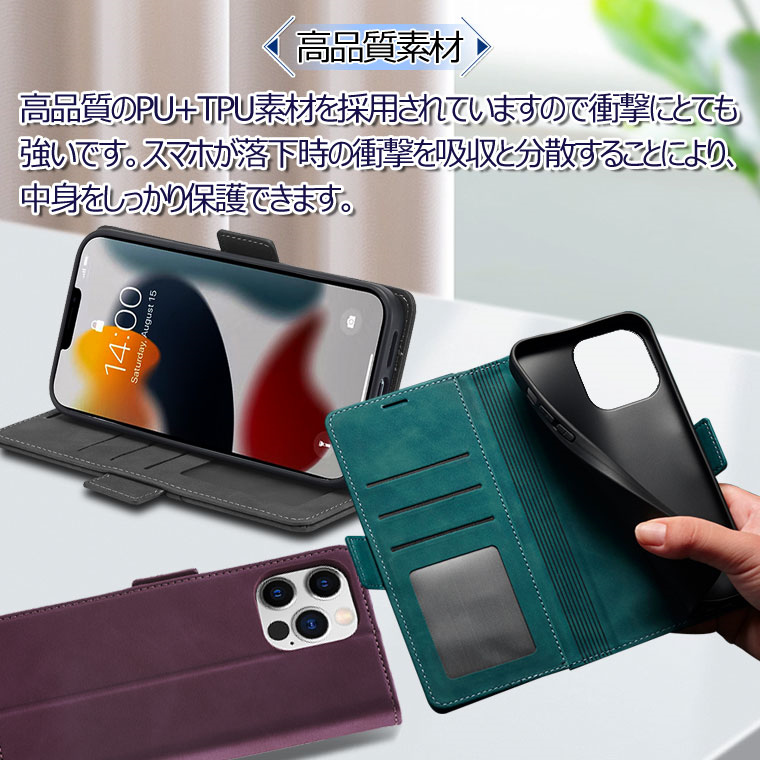 高品質素材
高品質のPU+TPU素材を採用されていますので衝撃にとても
強いです。スマホが落下時の衝撃を吸収と分散することにより、
中身をしっかり保護できます。
14:00
Saturday, August 15